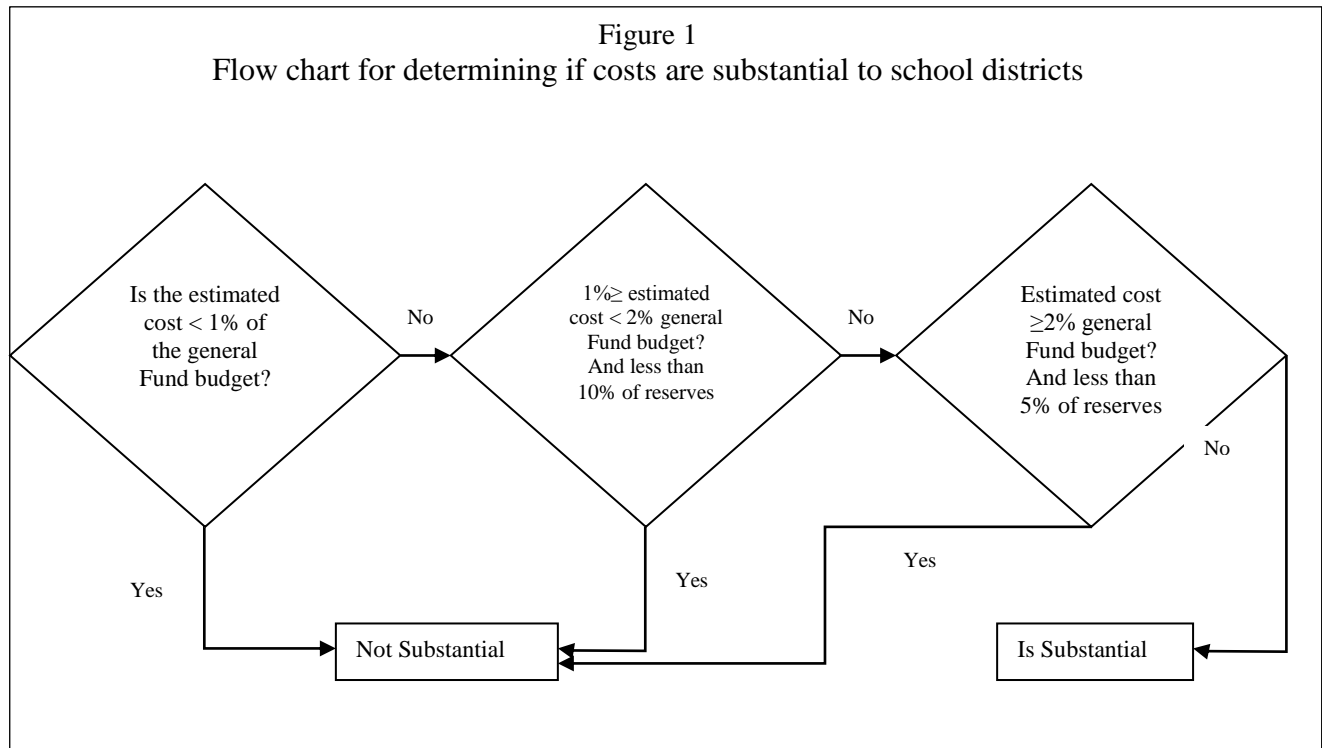 Figure 1
Flow chart for determining if costs are substantial to school districts
Is the estimated
cost < 1% of
the general
Fund budget?
No
1%≥ estimated
cost < 2% general
Fund budget?
And less than
10% of reserves
No
Estimated cost
≥2% general
Fund budget?
And less than
5% of reserves
No
Yes
Yes
Yes
Not Substantial
Is Substantial